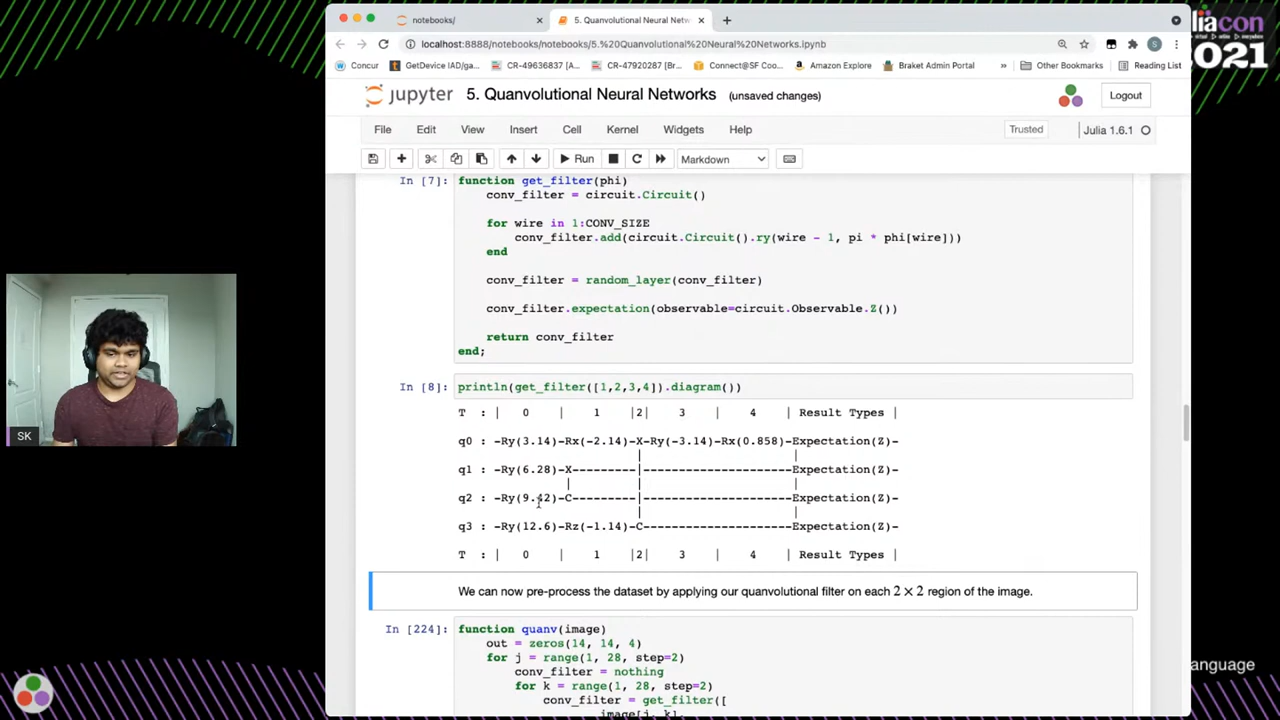 notebooks/
5. Quanvolutional Neural Netw
localhost:8888/notebooks/notebooks/5.%20Quanvolutional%20Neural%20Networks.ipynb
Concur
GetDevice IAD/ga...
CR-49636837 [A...
CR-47920287 [Br...
Connect@SF Coo...
Amazon Explore
Braket Admin Portal
»
Other Bookmarks
Reading List
liacon
2021
jupyter
5. Quanvolutional Neural Networks
(unsaved changes)
Logout
File Edit View Insert Cell Kernel Widgets Help
Trusted
Julia 1.6.1
Run
Markdown
In [7]:
function get_filter(phi)
conv_filter = circuit.Circuit()
for wire in 1:CONV_SIZE
conv_filter.add(circuit.Circuit().ry(wire - 1, pi * phi[wire]))
end
conv_filter = random_layer(conv_filter)
conv_filter.expectation(observable=circuit.Observable.Z())
return conv_filter
end;
In [8]:
println(get_filter([1,2,3,4]).diagram())
T  : |  0   |  1   |2|  3   |  4   | Result Types |
q0 : -Ry(3.14)-Rx(-2.14)-X-Ry(-3.14)-Rx(0.858)-Expectation(Z)-
| |
q1 : -Ry(6.28)-X---------|---------------------Expectation(Z)-
| | |
q2 : -Ry(9.42)-C---------|---------------------Expectation(Z)-
| |
q3 : -Ry(12.6)-Rz(-1.14)-C---------------------Expectation(Z)-
T  : |  0   |  1   |2|  3   |  4   | Result Types |
We can now pre-process the dataset by applying our quanvolutional filter on each 2 × 2 region of the image.
In [224]:
function quanv(image)
out = zeros(14, 14, 4)
for j = range(1, 28, step=2)
conv_filter = nothing
for k = range(1, 28, step=2)
conv_filter = get_filter([
image[j, k],
SK
anguage